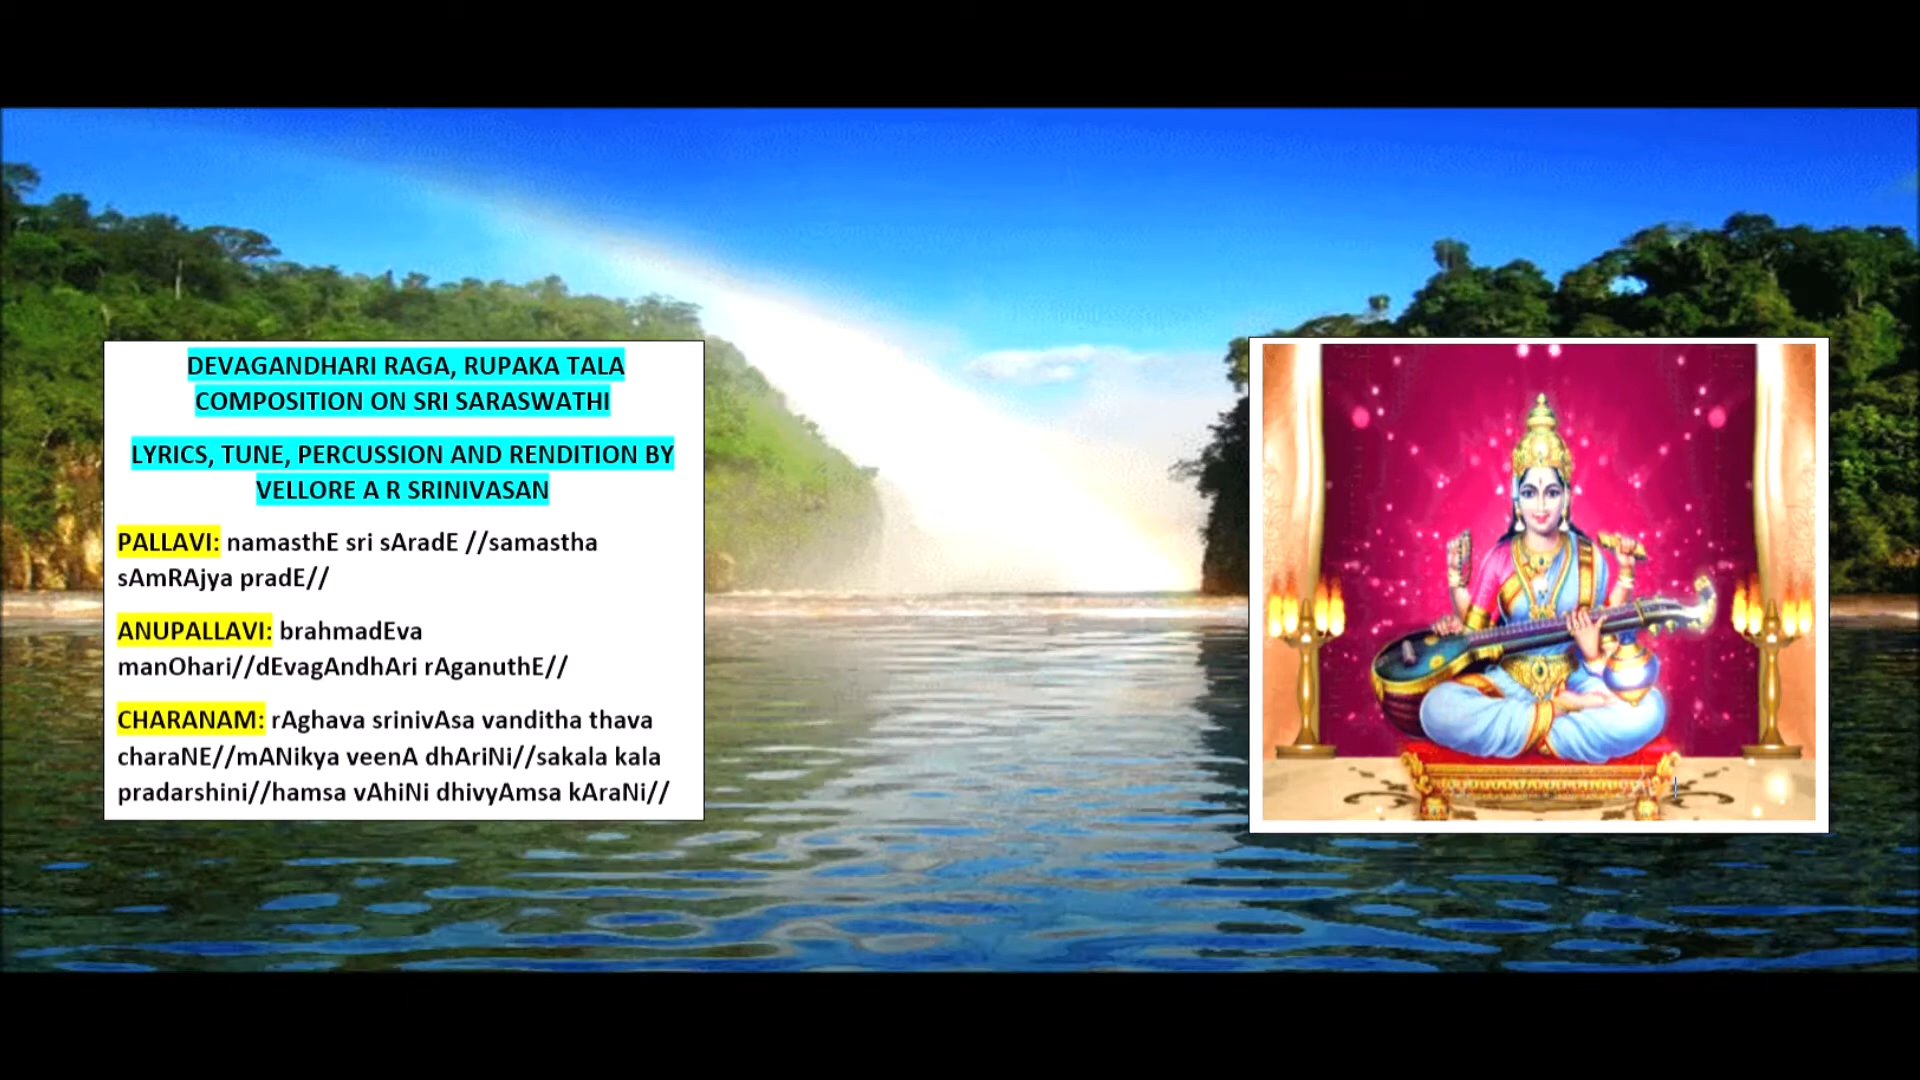 DEVAGANDHARI RAGA, RUPAKA TALA
COMPOSITION ON SRI SARASWATHI
LYRICS, TUNE, PERCUSSION AND RENDITION BY
VELLORE A R SRINIVASAN
PALLAVI: namasthE sri sAradE //samastha
sAmRAjya pradE//
ANUPALLAVI: brahmadEva
manOhari//dEvagAndhAri rAganuthE//
CHARANAM: rAghava srinivAsa vanditha thava
charaNE//mANikya veenA dhAriNi//sakala kala
pradarshini//hamsa vAhiNi dhivyAmsa kAraNi//